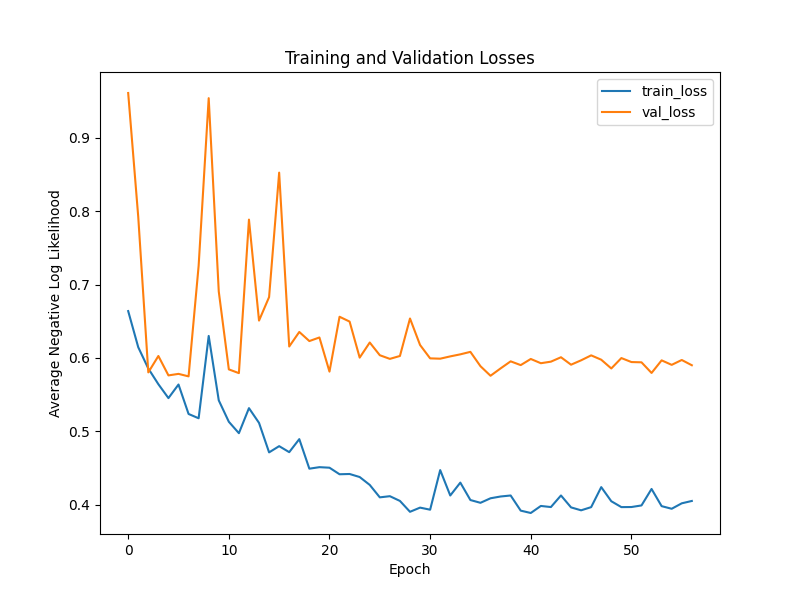 Training and Validation Losses
train_loss
val_loss
Average Negative Log Likelihood
0.9
0.8
0.7
0.6
0.5
0.4
0 10 20 30 40 50
Epoch